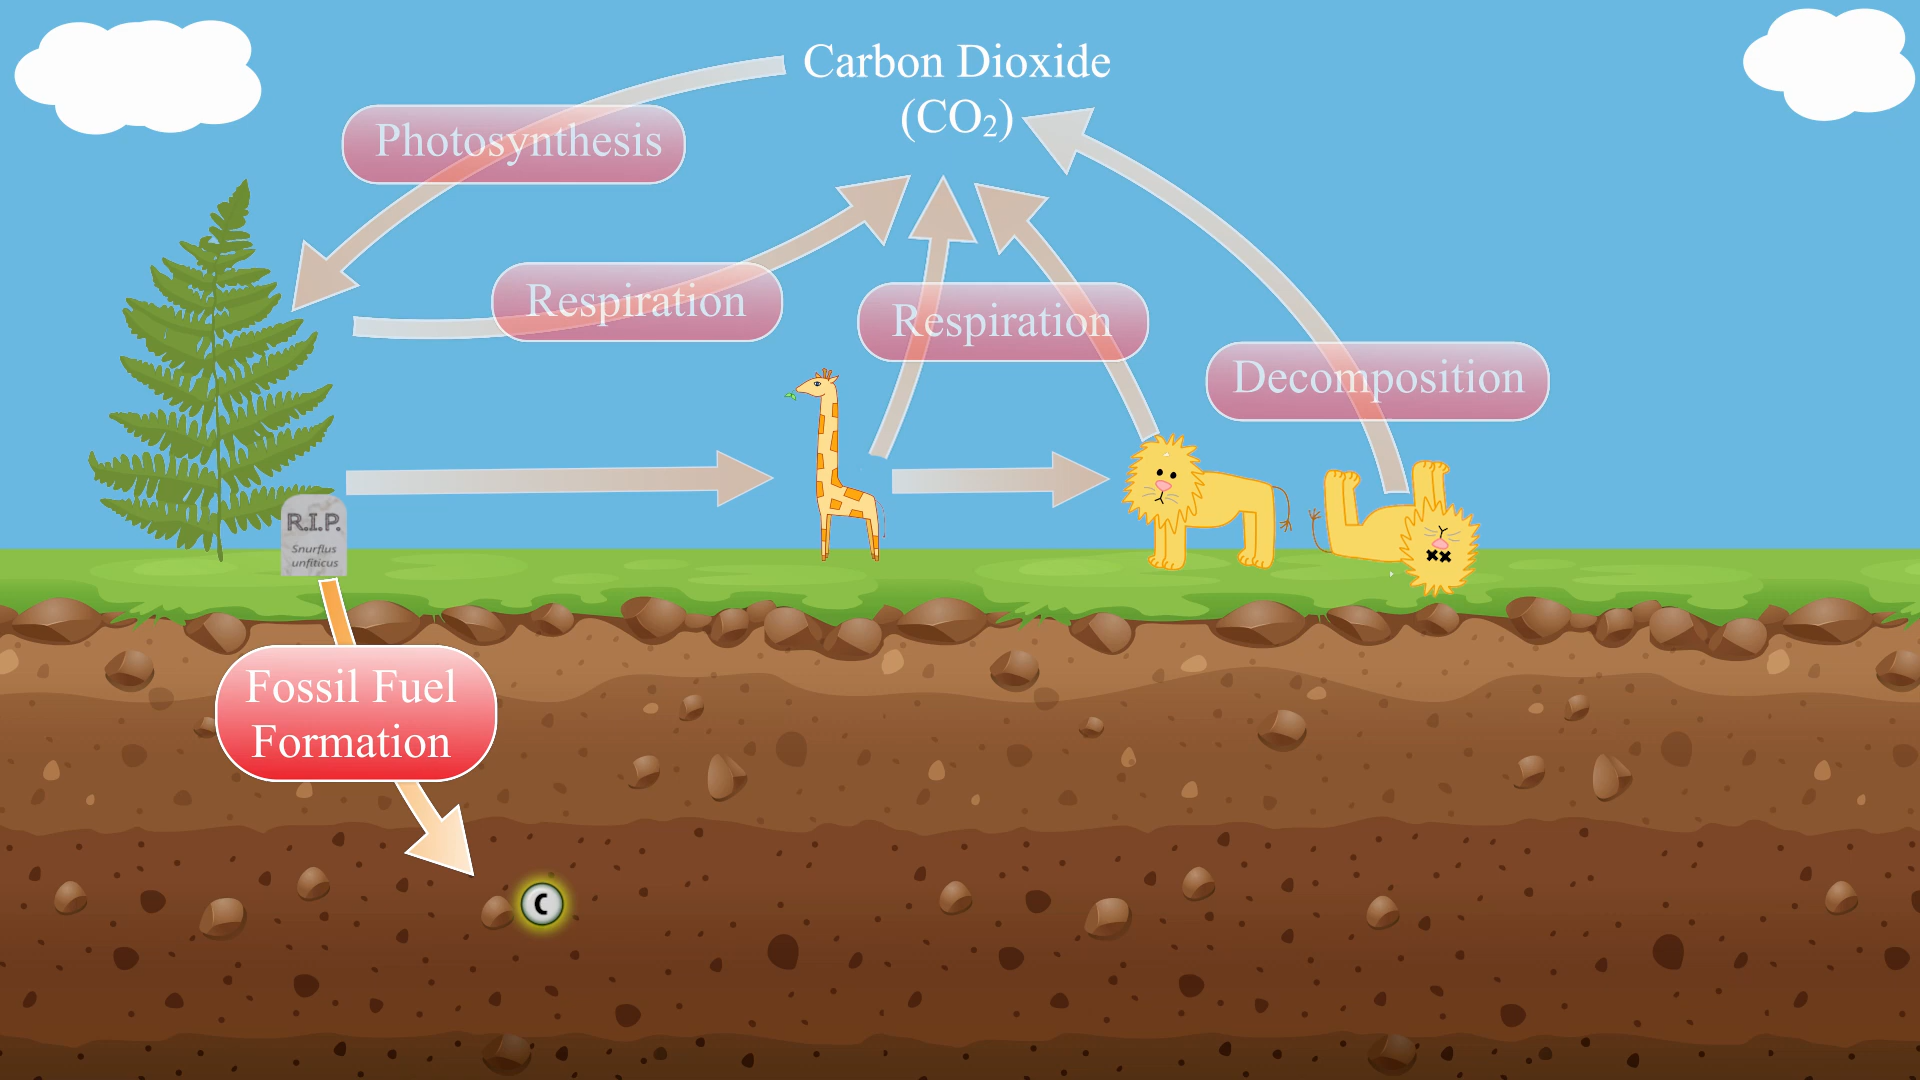 Carbon Dioxide
(CO₂)
Photosynthesis
Respiration
Respiration
Decomposition
R.I.P.
Snurflus
unfiticus
Fossil Fuel
Formation
C